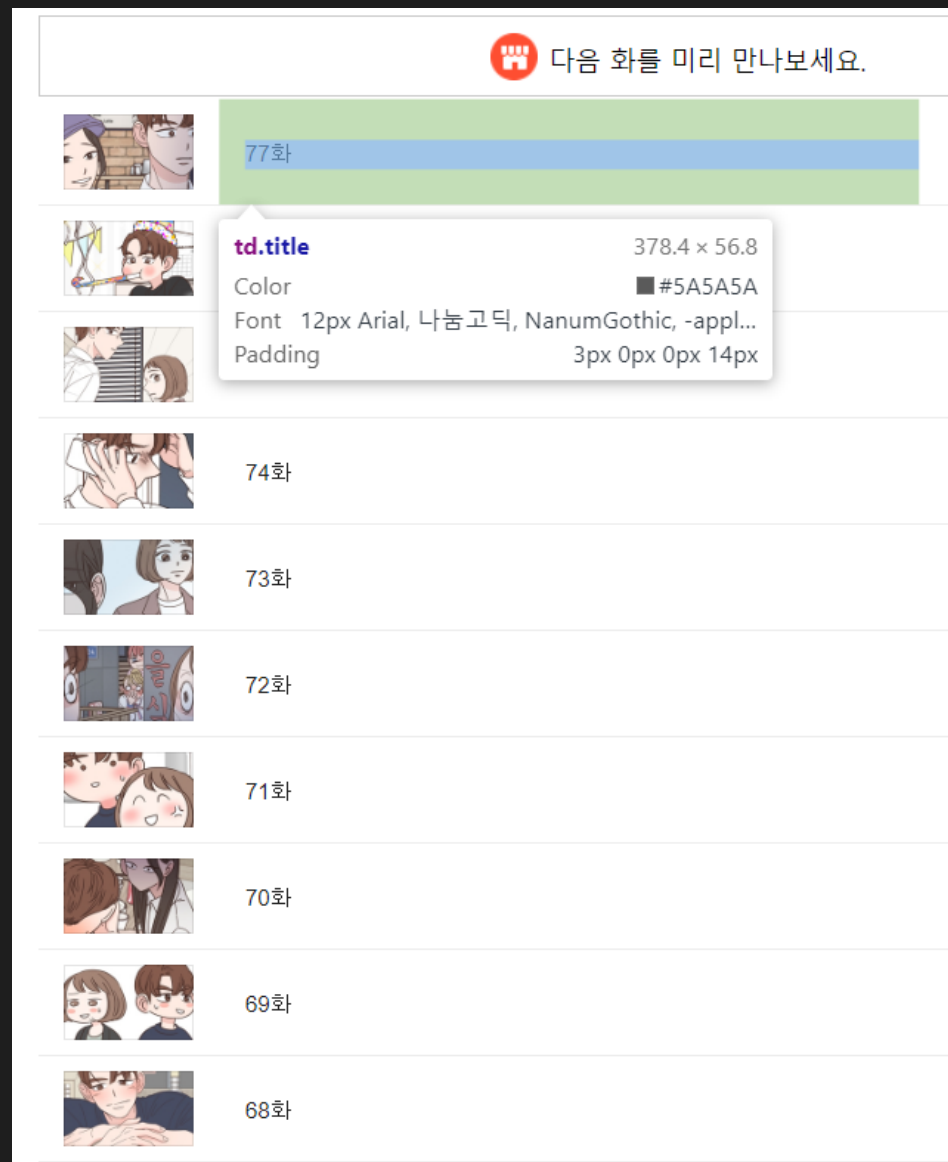 다음 화를 미리 만나보세요.
77화
td.title 378.4 × 56.8
Color #5A5A5A
Font 12px Arial, 나눔고딕, NanumGothic, -appl...
Padding 3px 0px 0px 14px
74화
73화
72화
71화
70화
69화
68화